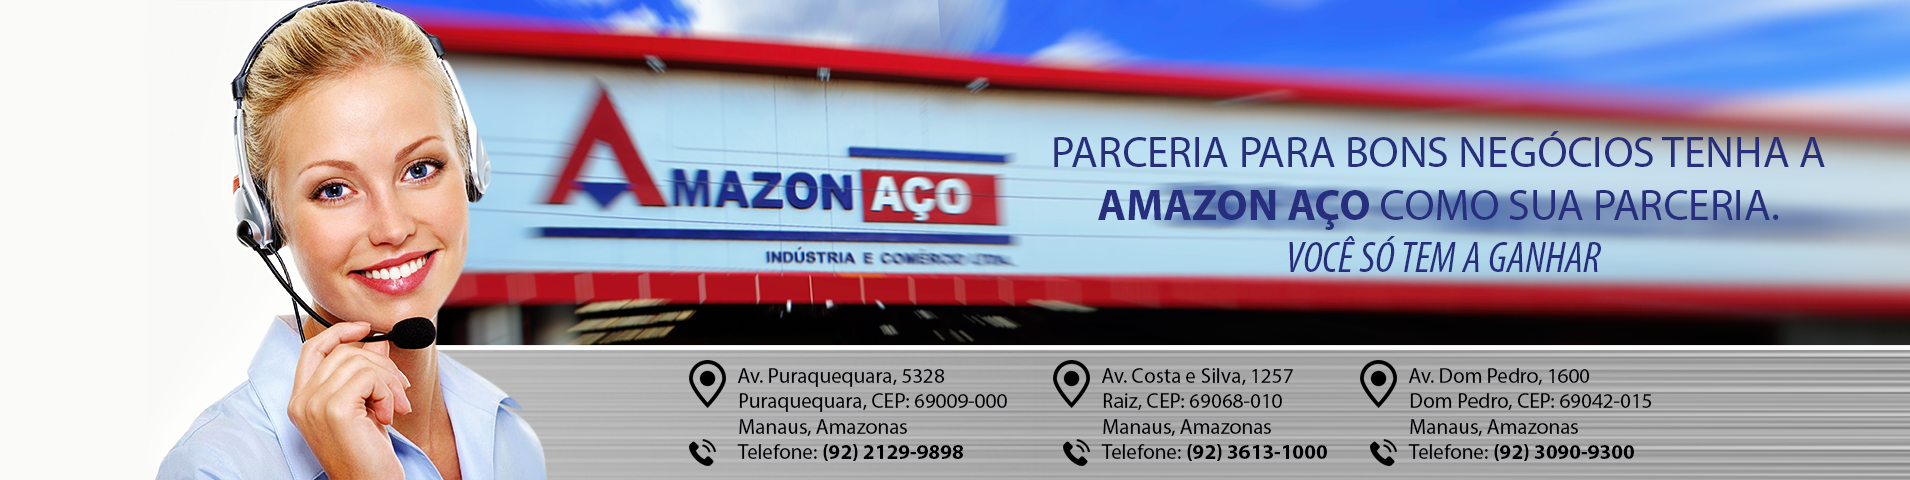 AMAZON AÇO
INDÚSTRIA E COMÉRCIO LTDA.
PARCERIA PARA BONS NEGÓCIOS TENHA A
AMAZON AÇO COMO SUA PARCERIA.
VOCÊ SÓ TEM A GANHAR
Av. Puraquequara, 5328
Puraquequara, CEP: 69009-000
Manaus, Amazonas
Telefone: (92) 2129-9898
Av. Costa e Silva, 1257
Raiz, CEP: 69068-010
Manaus, Amazonas
Telefone: (92) 3613-1000
Av. Dom Pedro, 1600
Dom Pedro, CEP: 69042-015
Manaus, Amazonas
Telefone: (92) 3090-9300